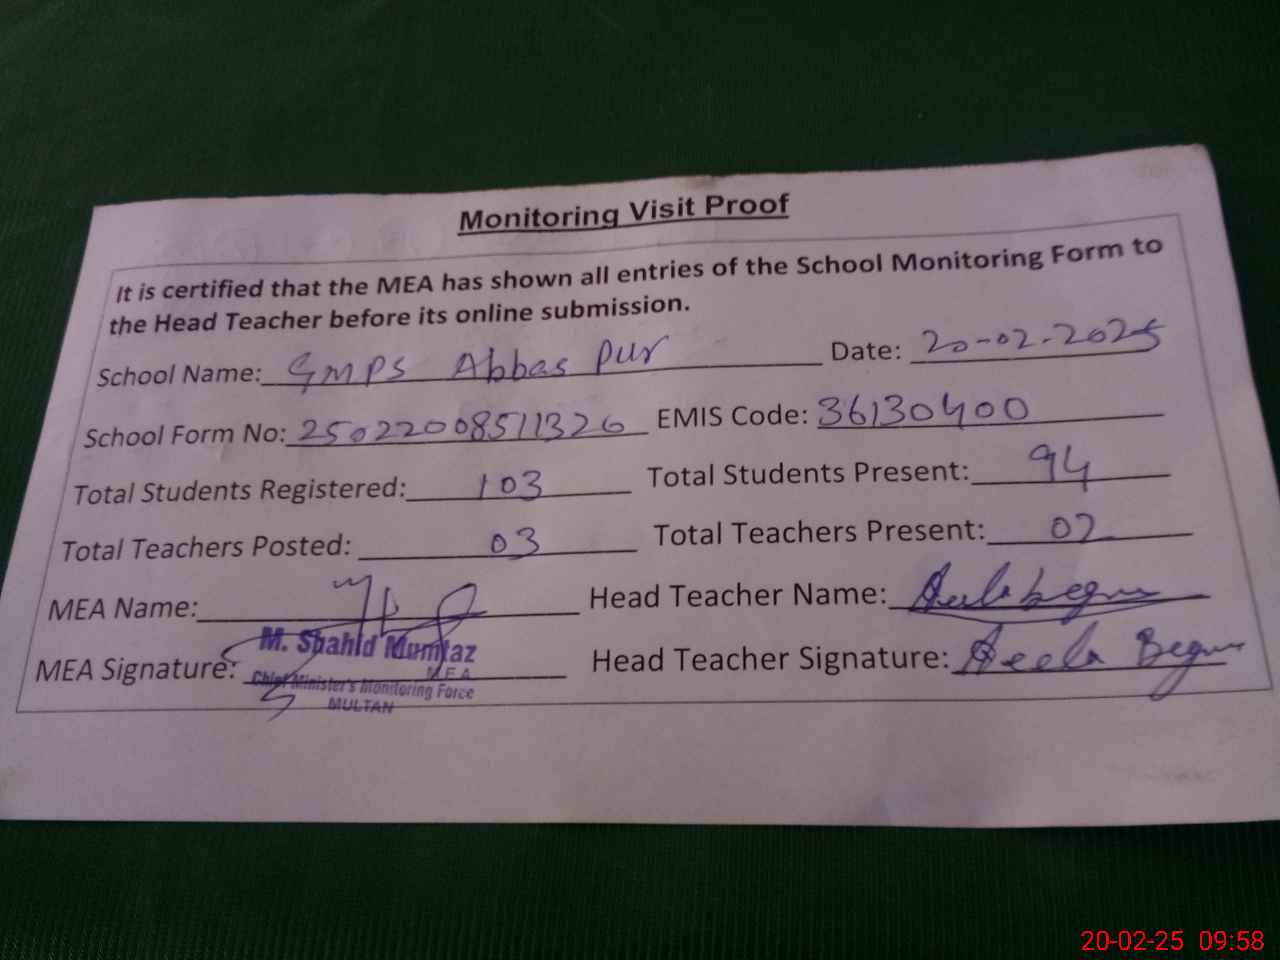 Monitoring Visit Proof
It is certified that the MEA has shown all entries of the School Monitoring Form to
the Head Teacher before its online submission.
School Name: GMPS Abbas Pur Date: 20-02-2025
School Form No: 25022008511326 EMIS Code: 36130400
Total Students Registered: 103 Total Students Present: 94
Total Teachers Posted: 03 Total Teachers Present: 02
MEA Name: Head Teacher Name: Begum
M. Shahid Mumtaz
MEA Signature: Head Teacher Signature: Begum
MEA
Chief Minister's Monitoring Force
MULTAN
20-02-25 09:58